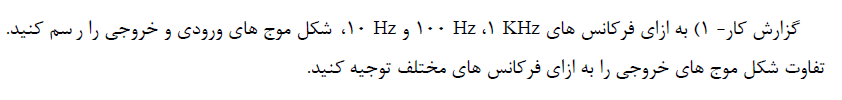 گزارش کار- ۱) به ازای فرکانس های ۱ KHz، ۱۰۰ Hz و ۱۰ Hz، شکل موج های ورودی و خروجی را رسم کنید.
تفاوت شکل موج های خروجی را به ازای فرکانس های مختلف توجیه کنید.